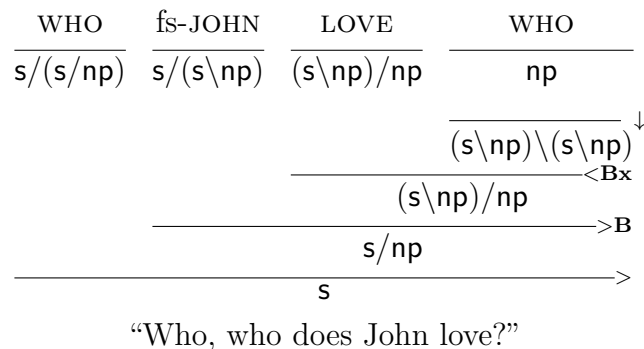 WHO fs-JOHN LOVE WHO
s/(s/np) s/(s\np) (s\np)/np np
↓
(s\np)\(s\np)
<Bx
(s\np)/np
>B
s/np
>
s
“Who, who does John love?”